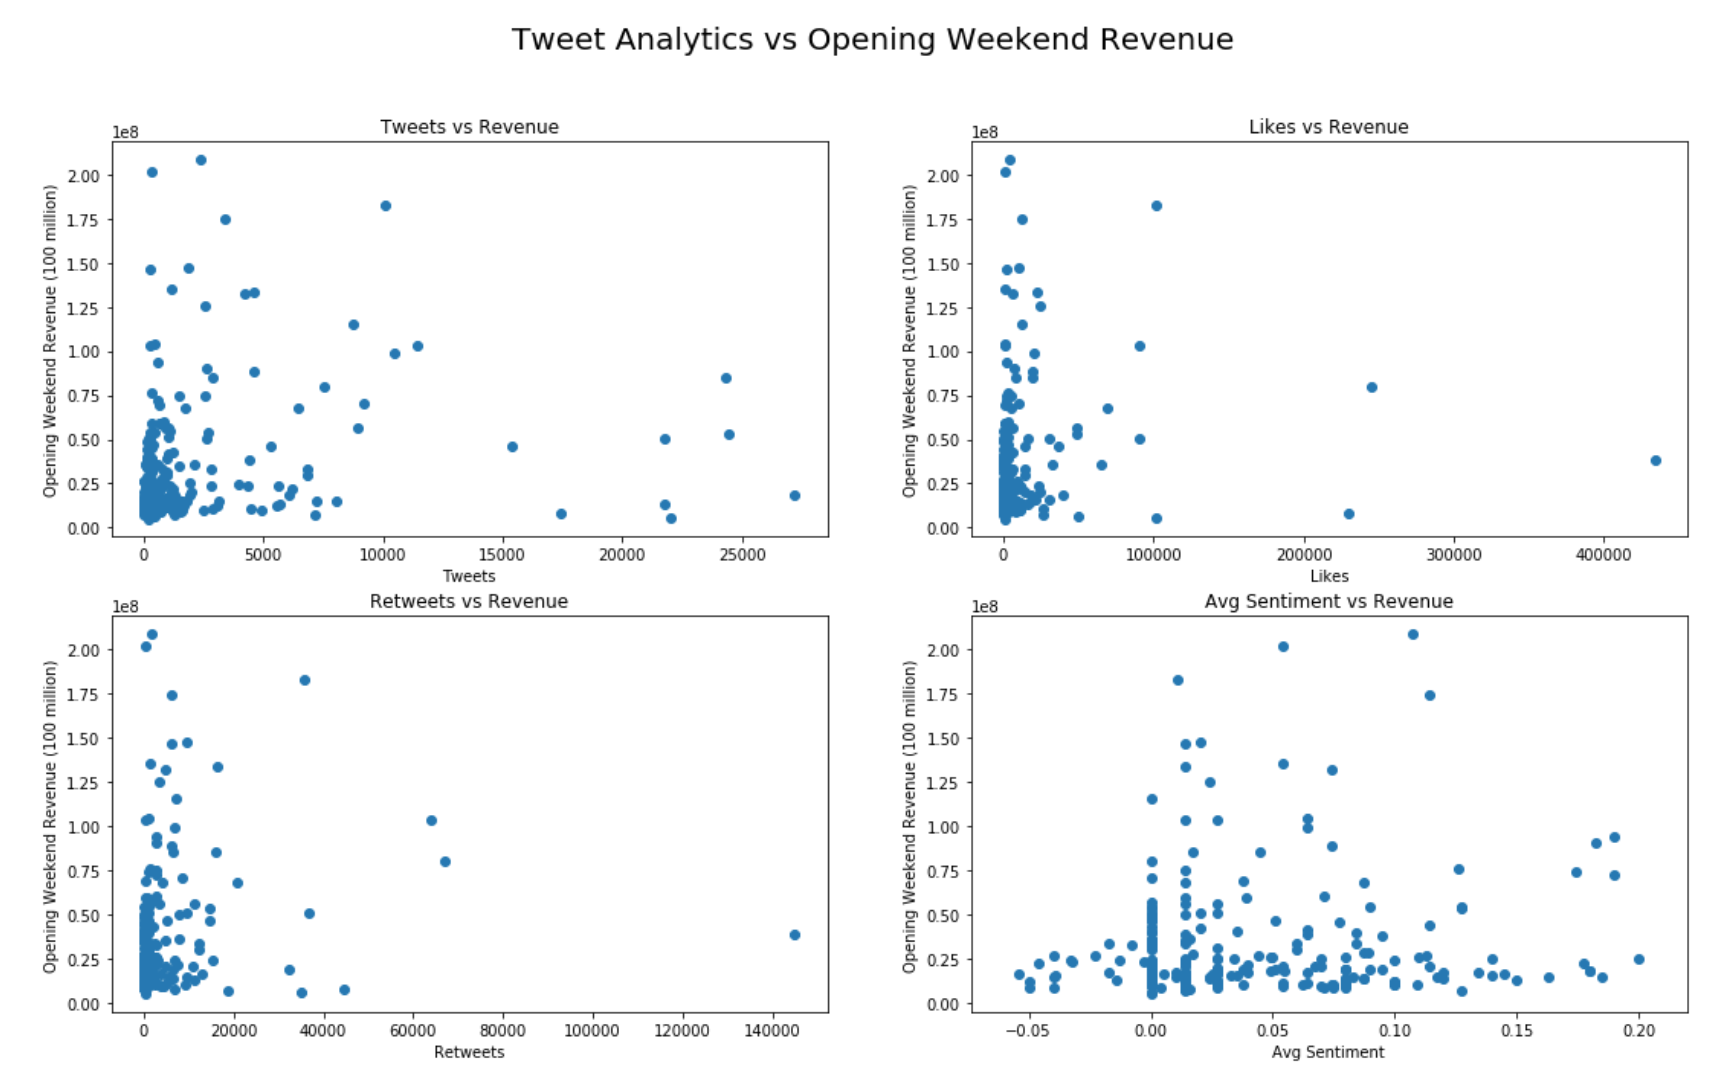 Tweet Analytics vs Opening Weekend Revenue
Tweets vs Revenue
1e8
Opening Weekend Revenue (100 million)
2.00
1.75
1.50
1.25
1.00
0.75
0.50
0.25
0.00
0 5000 10000 15000 20000 25000
Tweets
Likes vs Revenue
1e8
Opening Weekend Revenue (100 million)
2.00
1.75
1.50
1.25
1.00
0.75
0.50
0.25
0.00
0 100000 200000 300000 400000
Likes
Retweets vs Revenue
1e8
Opening Weekend Revenue (100 million)
2.00
1.75
1.50
1.25
1.00
0.75
0.50
0.25
0.00
0 20000 40000 60000 80000 100000 120000 140000
Retweets
Avg Sentiment vs Revenue
1e8
Opening Weekend Revenue (100 million)
2.00
1.75
1.50
1.25
1.00
0.75
0.50
0.25
0.00
−0.05 0.00 0.05 0.10 0.15 0.20
Avg Sentiment